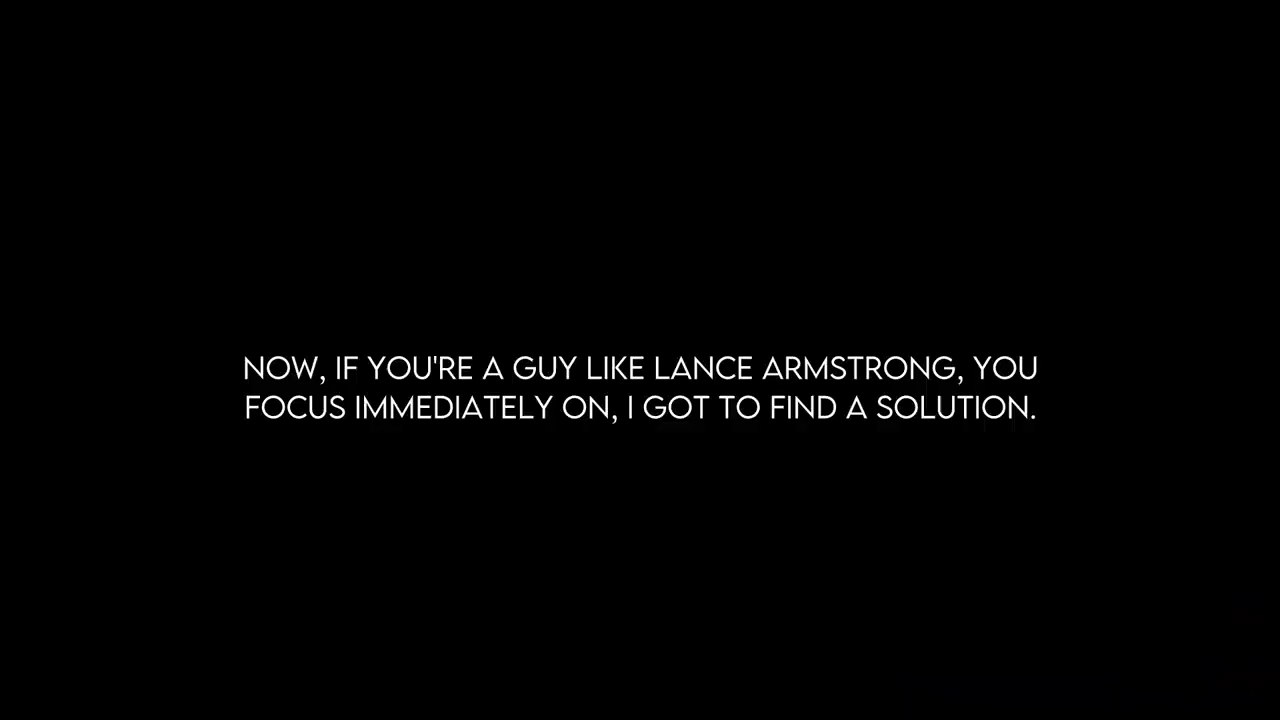 NOW, IF YOU'RE A GUY LIKE LANCE ARMSTRONG, YOU
FOCUS IMMEDIATELY ON, I GOT TO FIND A SOLUTION.